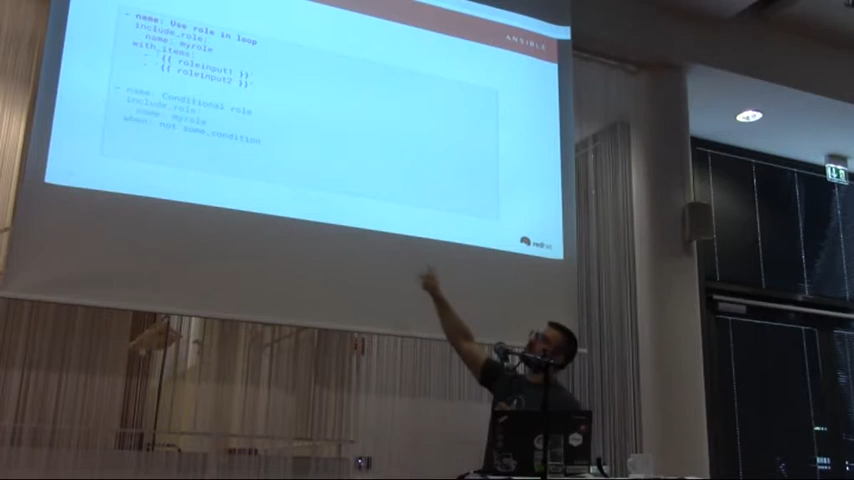 - name: Use role in loop
include_role:
name: myrole
with_items:
- "{{ roleinput1 }}"
- "{{ roleinput2 }}"
- name: Conditional role
include_role:
name: myrole
when: not some_condition
ANSIBLE
redhat